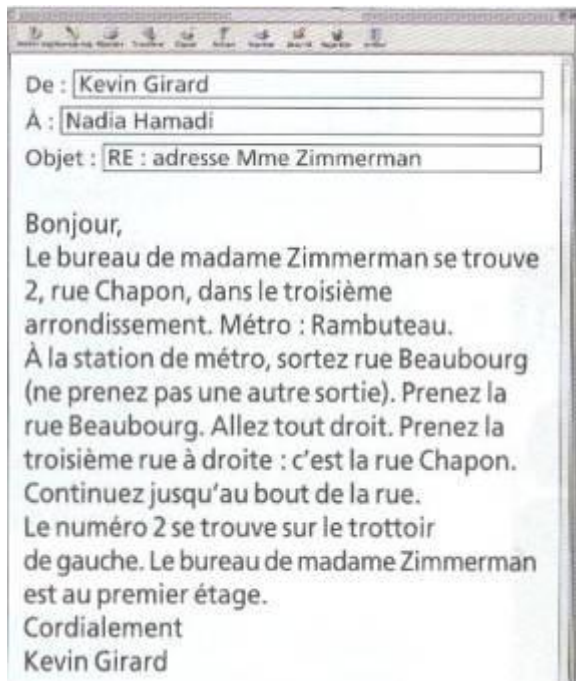 De : Kevin Girard
À : Nadia Hamadi
Objet : RE : adresse Mme Zimmerman
Bonjour,
Le bureau de madame Zimmerman se trouve
2, rue Chapon, dans le troisième
arrondissement. Métro : Rambuteau.
À la station de métro, sortez rue Beaubourg
(ne prenez pas une autre sortie). Prenez la
rue Beaubourg. Allez tout droit. Prenez la
troisième rue à droite : c'est la rue Chapon.
Continuez jusqu'au bout de la rue.
Le numéro 2 se trouve sur le trottoir
de gauche. Le bureau de madame Zimmerman
est au premier étage.
Cordialement
Kevin Girard